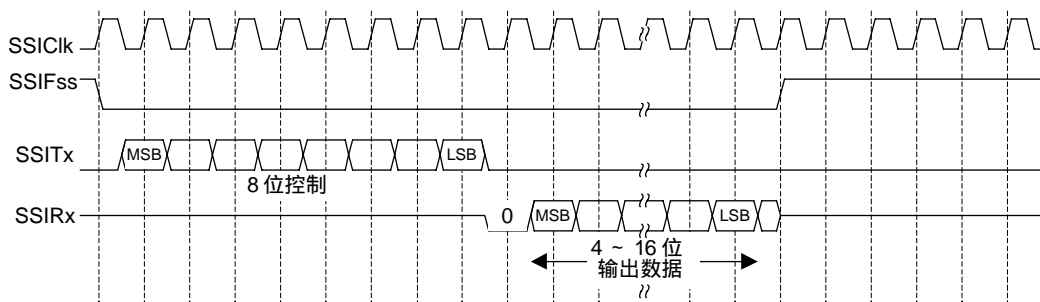 SSIClk
SSIFss
SSITx
MSB
LSB
8 位控制
SSIRx
0
MSB
LSB
4 ~ 16 位
输出数据